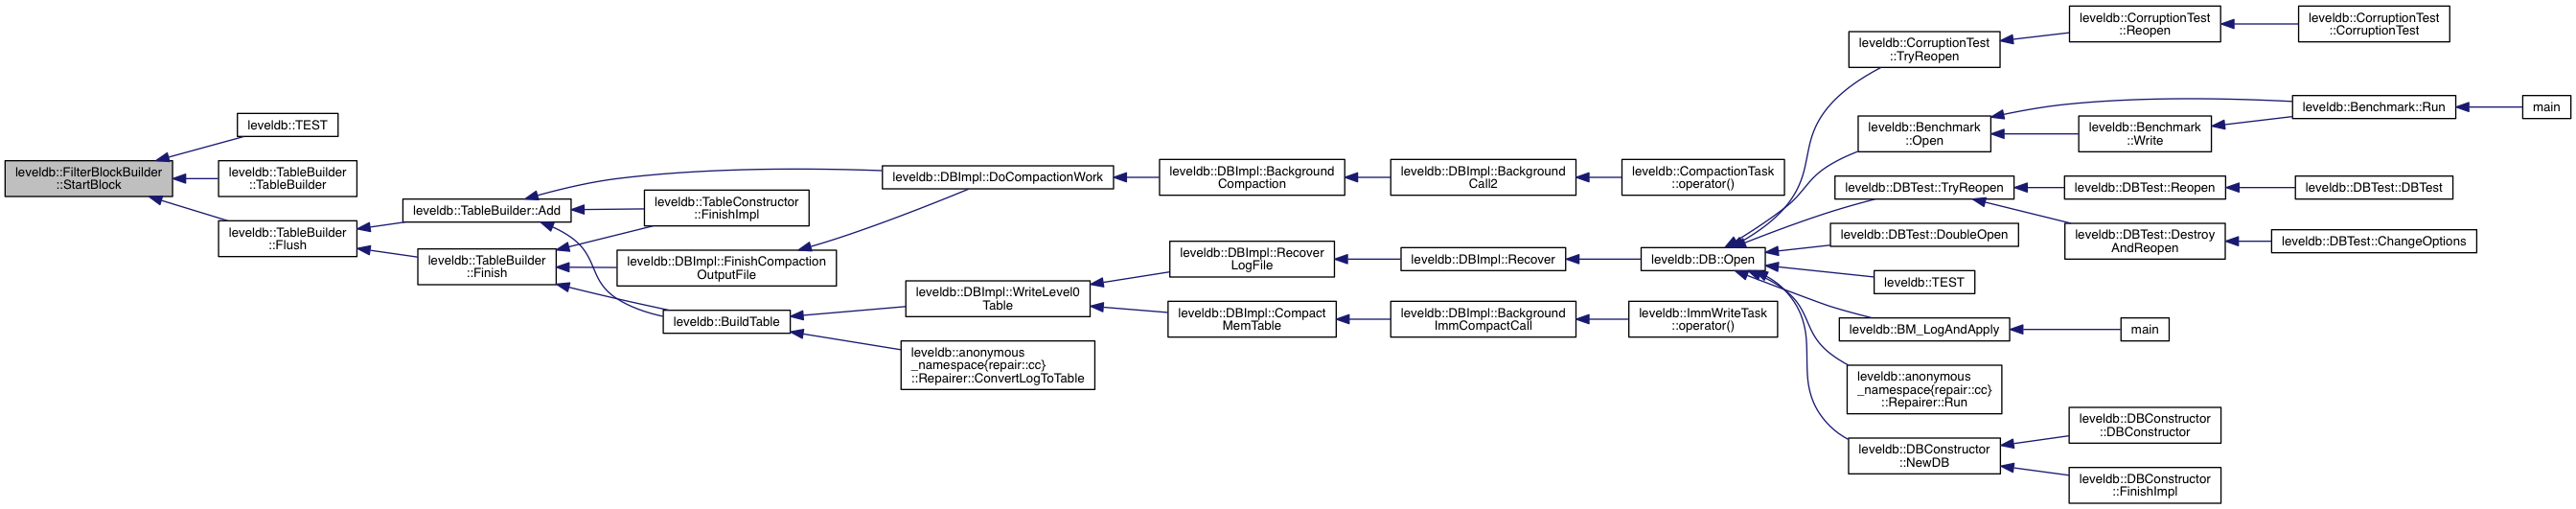 leveldb::FilterBlockBuilder
::StartBlock
leveldb::TEST
leveldb::TableBuilder
::TableBuilder
leveldb::TableBuilder
::Flush
leveldb::TableBuilder::Add
leveldb::TableBuilder
::Finish
leveldb::TableConstructor
::FinishImpl
leveldb::DBImpl::FinishCompaction
OutputFile
leveldb::BuildTable
leveldb::DBImpl::DoCompactionWork
leveldb::DBImpl::WriteLevel0
Table
leveldb::anonymous
_namespace{repair::cc}
::Repairer::ConvertLogToTable
leveldb::DBImpl::Background
Compaction
leveldb::DBImpl::Recover
LogFile
leveldb::DBImpl::Compact
MemTable
leveldb::DBImpl::Background
Call2
leveldb::DBImpl::Recover
leveldb::DBImpl::Background
ImmCompactCall
leveldb::CompactionTask
::operator()
leveldb::DB::Open
leveldb::ImmWriteTask
::operator()
leveldb::CorruptionTest
::TryReopen
leveldb::Benchmark
::Open
leveldb::DBTest::TryReopen
leveldb::DBTest::DoubleOpen
leveldb::TEST
leveldb::BM_LogAndApply
leveldb::anonymous
_namespace{repair::cc}
::Repairer::Run
leveldb::DBConstructor
::NewDB
leveldb::CorruptionTest
::Reopen
leveldb::Benchmark
::Write
leveldb::DBTest::Reopen
leveldb::DBTest::Destroy
AndReopen
main
leveldb::DBConstructor
::DBConstructor
leveldb::DBConstructor
::FinishImpl
leveldb::CorruptionTest
::CorruptionTest
leveldb::Benchmark::Run
leveldb::DBTest::DBTest
leveldb::DBTest::ChangeOptions
main